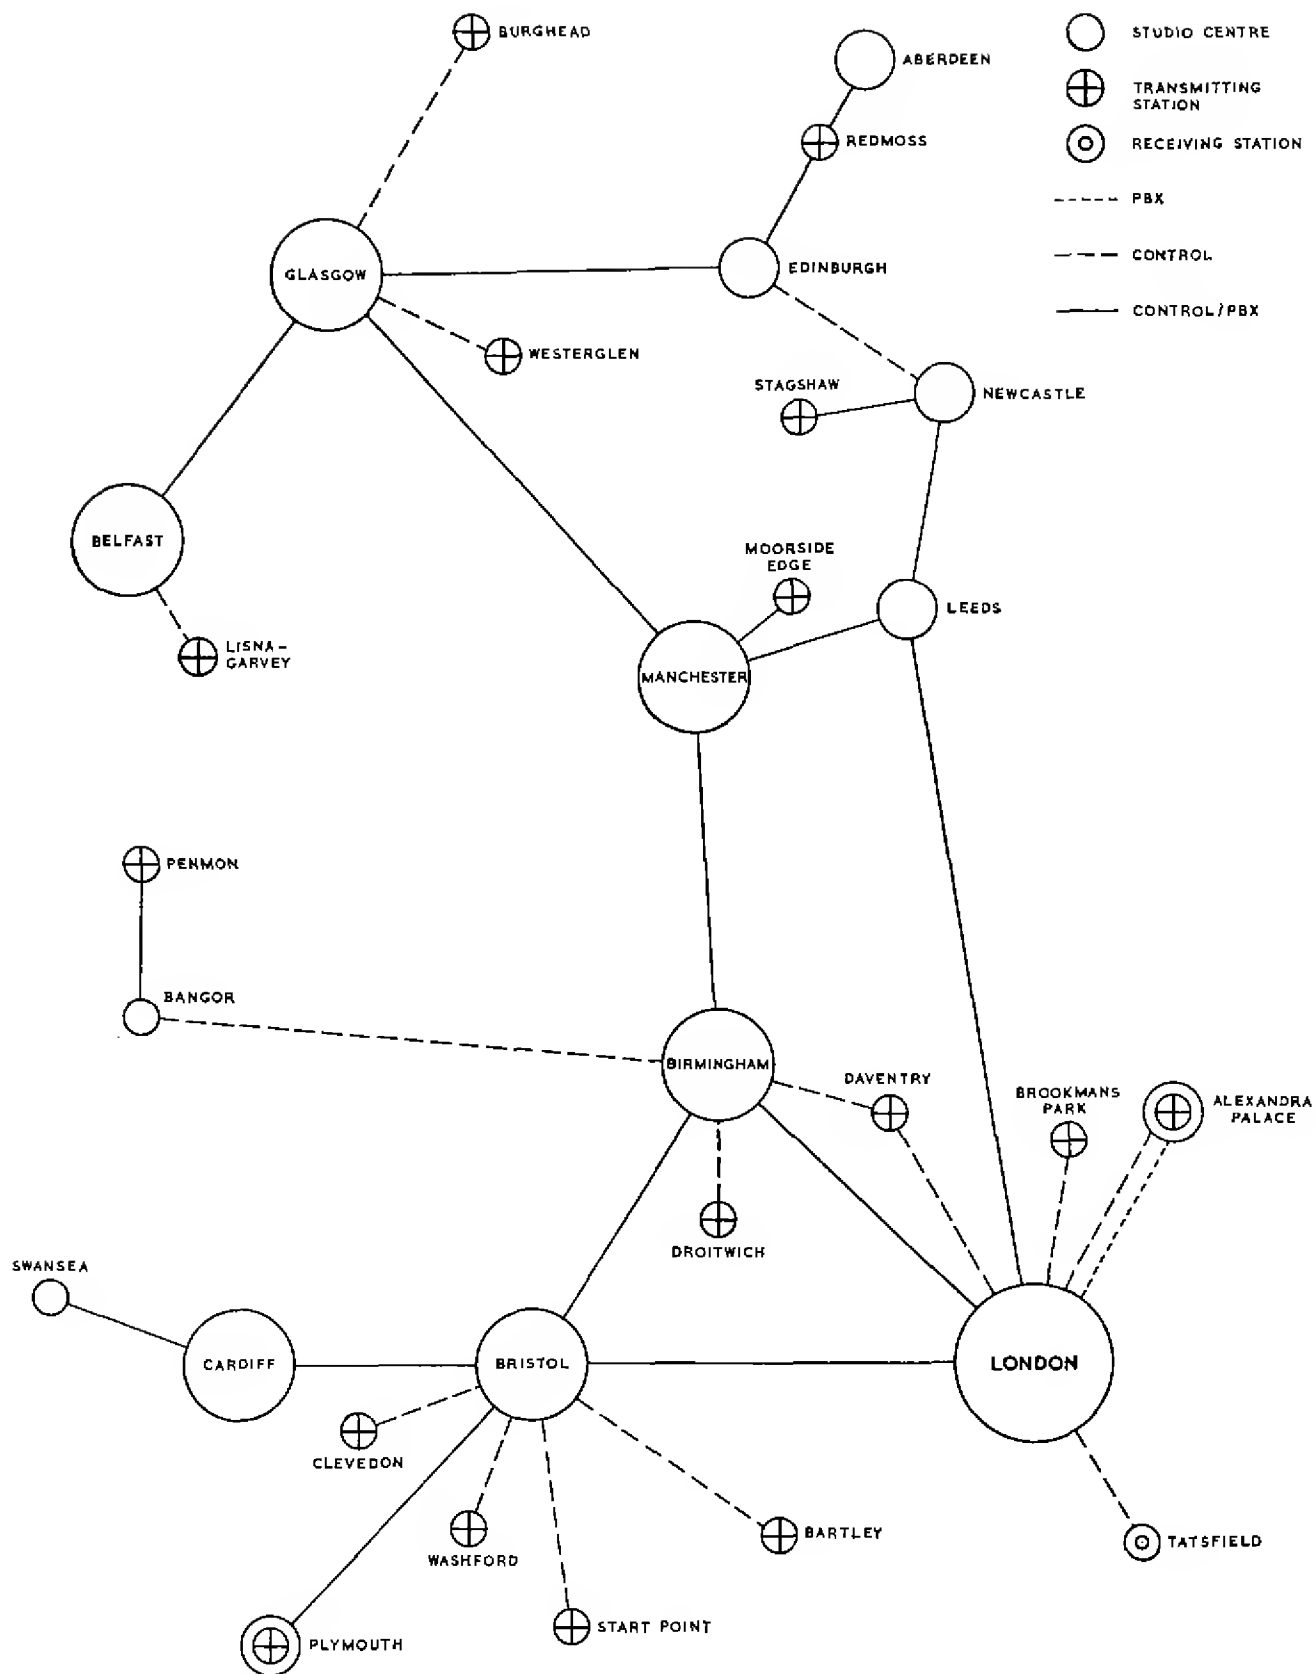 BURGHEAD
ABERDEEN
STUDIO CENTRE
TRANSMITTING
STATION
REDMOSS
RECEIVING STATION
PBX
CONTROL
CONTROL/PBX
GLASGOW
EDINBURGH
WESTERGLEN
STAGSHAW
NEWCASTLE
BELFAST
MOORSIDE
EDGE
LEEDS
LISNA-
GARVEY
MANCHESTER
PENMON
BANGOR
BIRMINGHAM
DAVENTRY
BROOKMANS
PARK
ALEXANDRA
PALACE
DROITWICH
SWANSEA
CARDIFF
BRISTOL
LONDON
CLEVEDON
WASHFORD
BARTLEY
TATSFIELD
START POINT
PLYMOUTH